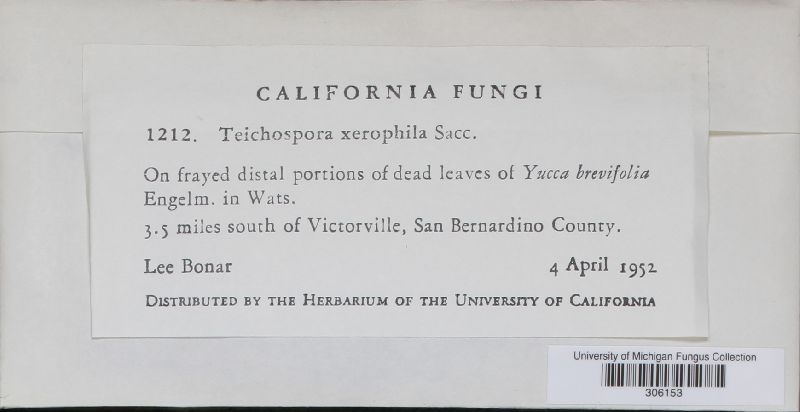 CALIFORNIA FUNGI
1212. Teichospora xerophila Sacc.
On frayed distal portions of dead leaves of Yucca brevifolia
Engelm. in Wats.
3.5 miles south of Victorville, San Bernardino County.
Lee Bonar 4 April 1952
DISTRIBUTED BY THE HERBARIUM OF THE UNIVERSITY OF CALIFORNIA
University of Michigan Fungus Collection
306153